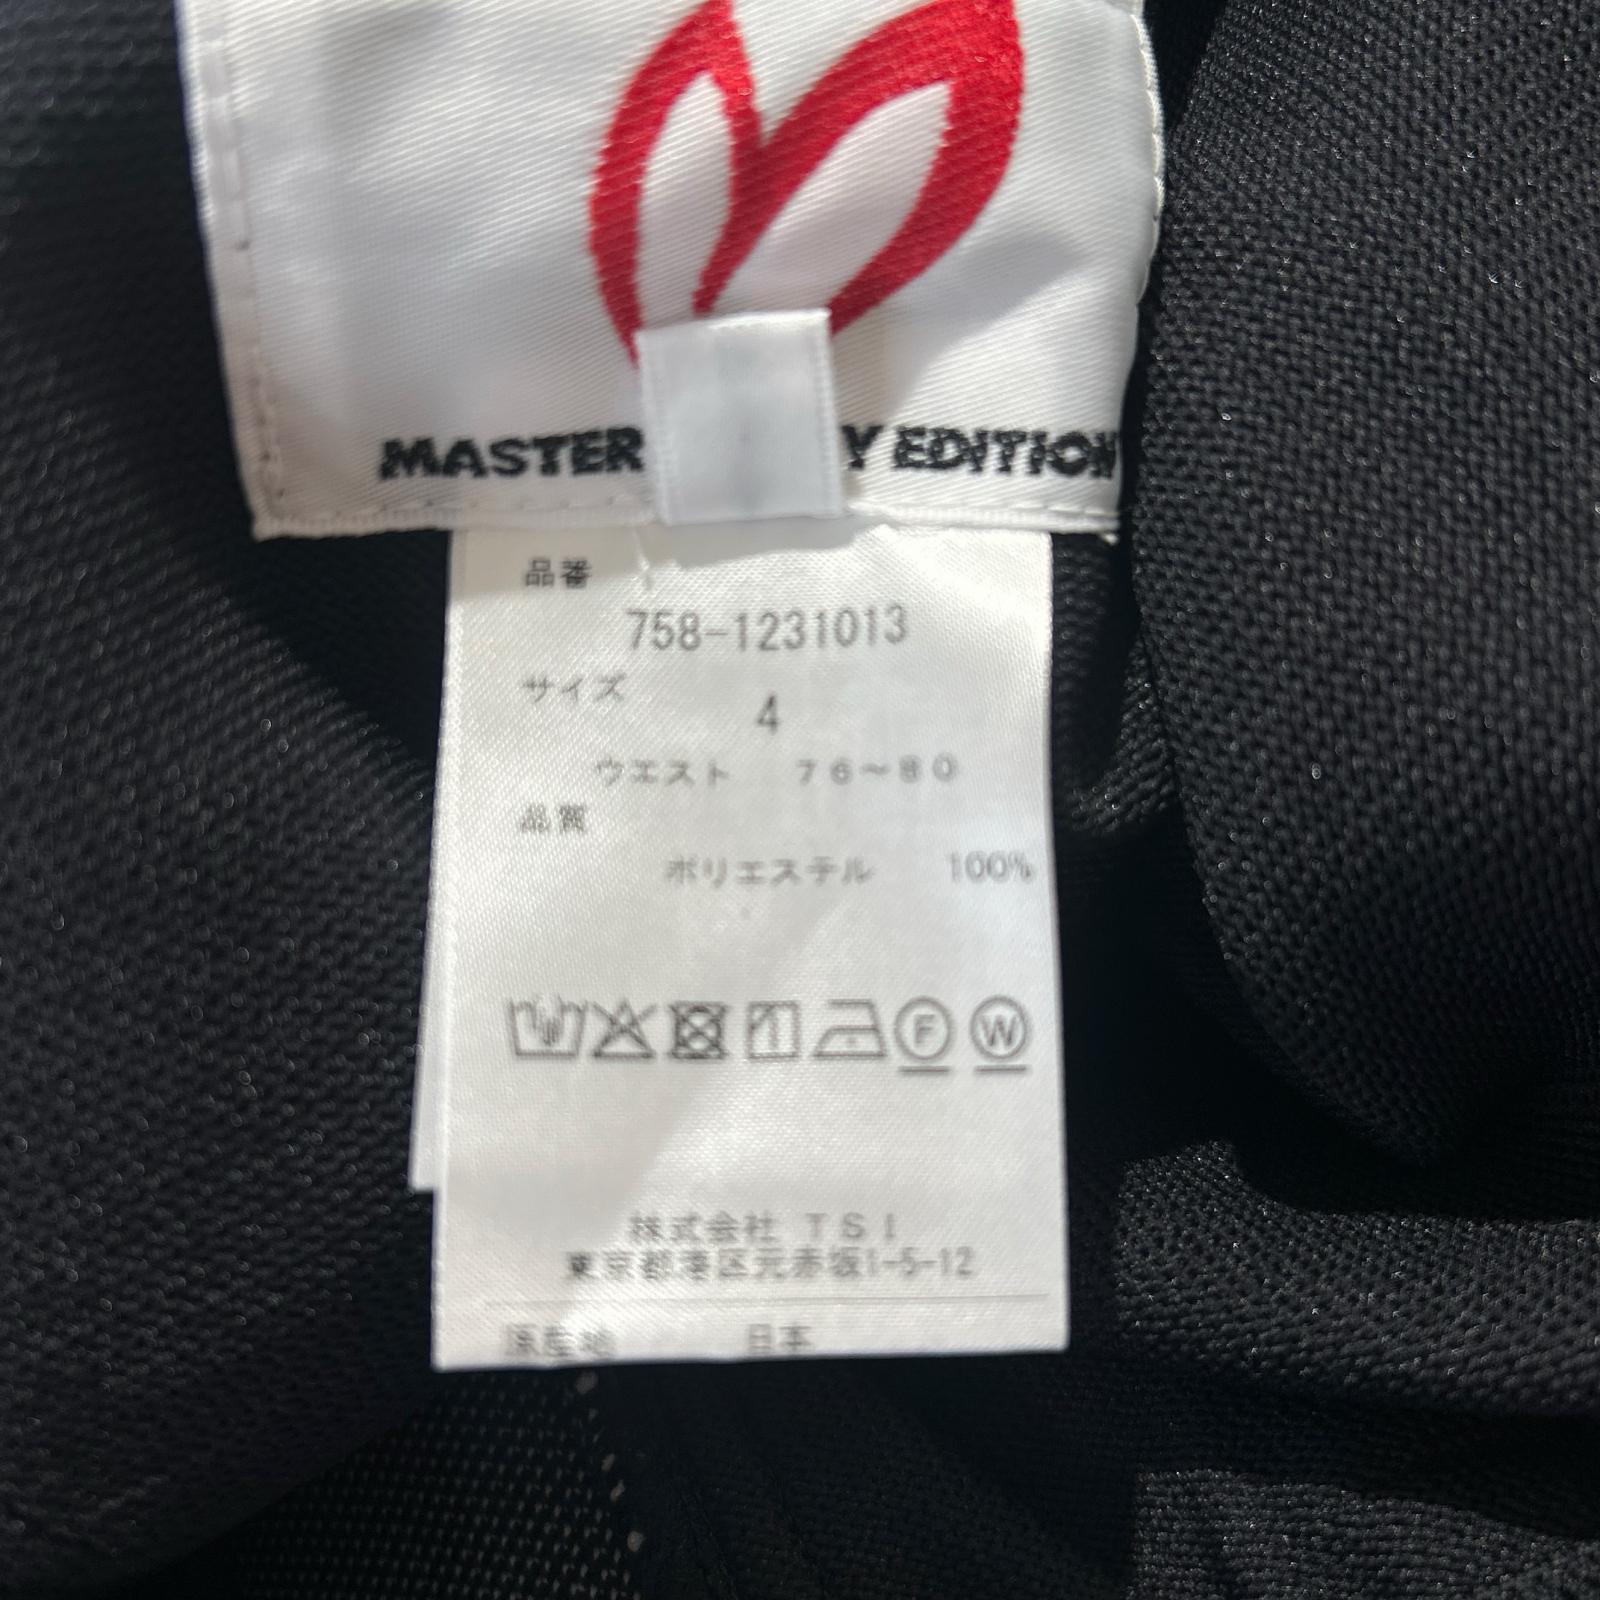 MASTER Y EDITION
品番
758-1231013
サイズ
4
ウエスト 76~80
品質
ポリエステル 100%
F W
株式会社 TSI
東京都港区元赤坂1-5-12
原産地 日本